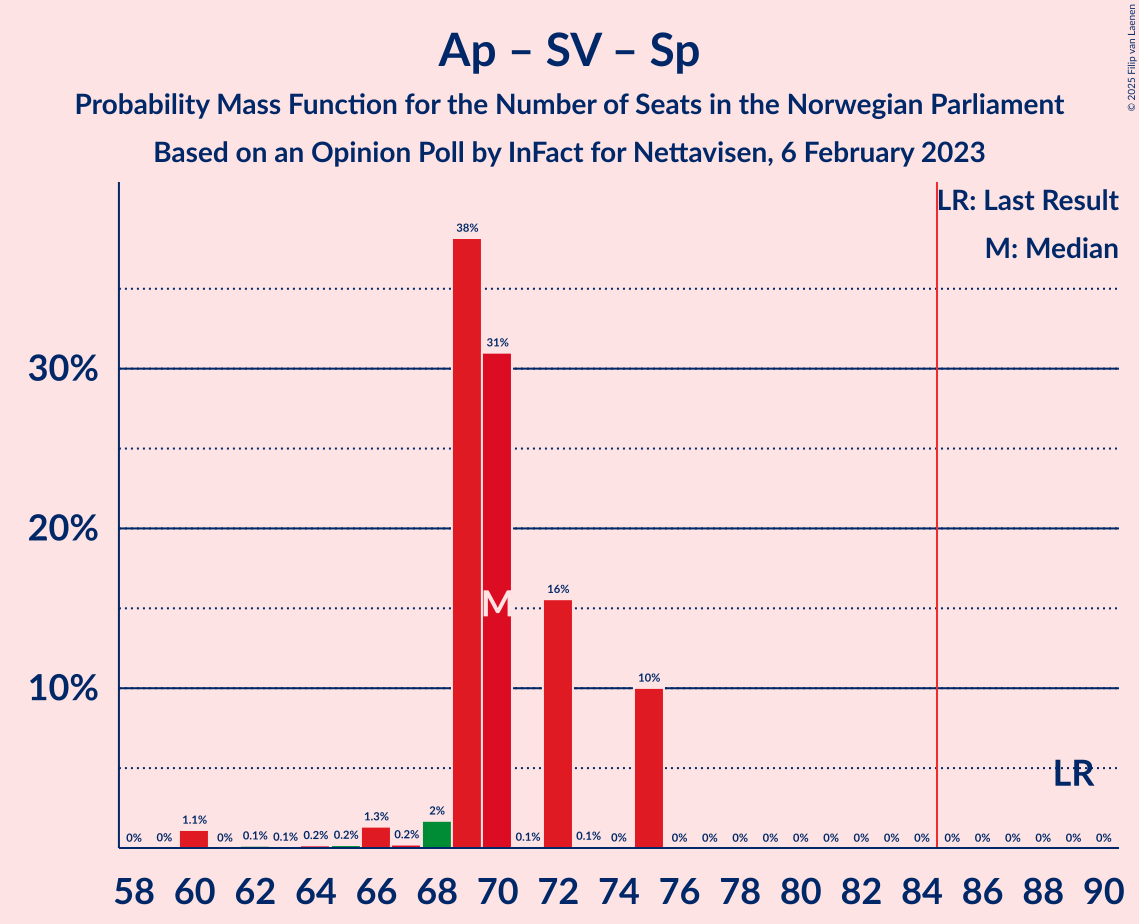 Ap – SV – Sp
Probability Mass Function for the Number of Seats in the Norwegian Parliament
Based on an Opinion Poll by InFact for Nettavisen, 6 February 2023
© 2025 Filip van Laenen
LR: Last Result
M: Median
30%
20%
10%
0% 0% 1.1% 0% 0.1% 0.1% 0.2% 0.2% 1.3% 0.2% 2% 38% 31% 0.1% 16% 0.1% 0% 10% 0% 0% 0% 0% 0% 0% 0% 0% 0% 0% 0% 0% 0% 0% 0%
M
LR
58 60 62 64 66 68 70 72 74 76 78 80 82 84 86 88 90